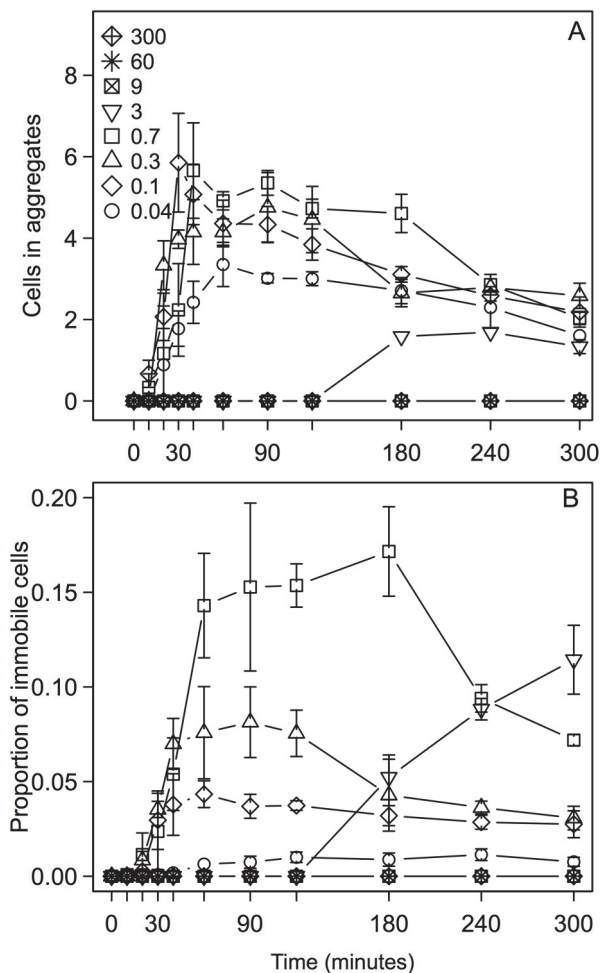 A
300
60
9
3
0.7
0.3
0.1
0.04
Cells in aggregates
8
6
4
2
0
0 30 90 180 240 300
B
Proportion of immobile cells
0.20
0.15
0.10
0.05
0.00
0 30 90 180 240 300
Time (minutes)